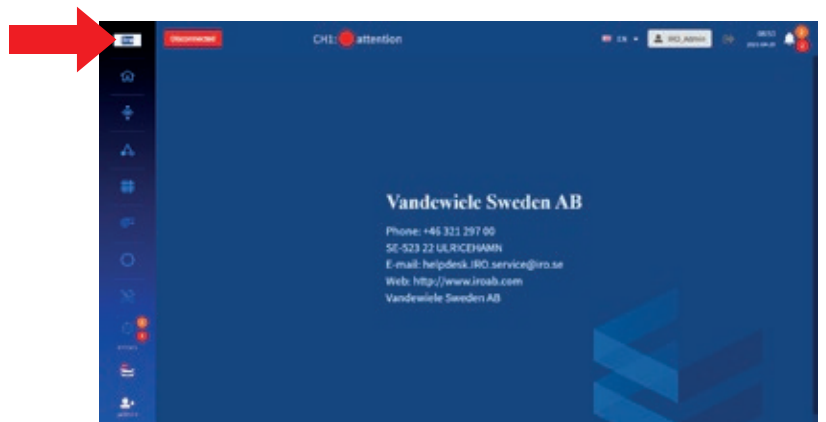 Disconnected
CH1: attention
EN
IRO_Admin
Vandewiele Sweden AB
Phone: +46 321 297 00
SE-523 22 ULRICEHAMN
E-mail: helpdesk.IRO.service@iro.se
Web: http://www.iroab.com
Vandewiele Sweden AB